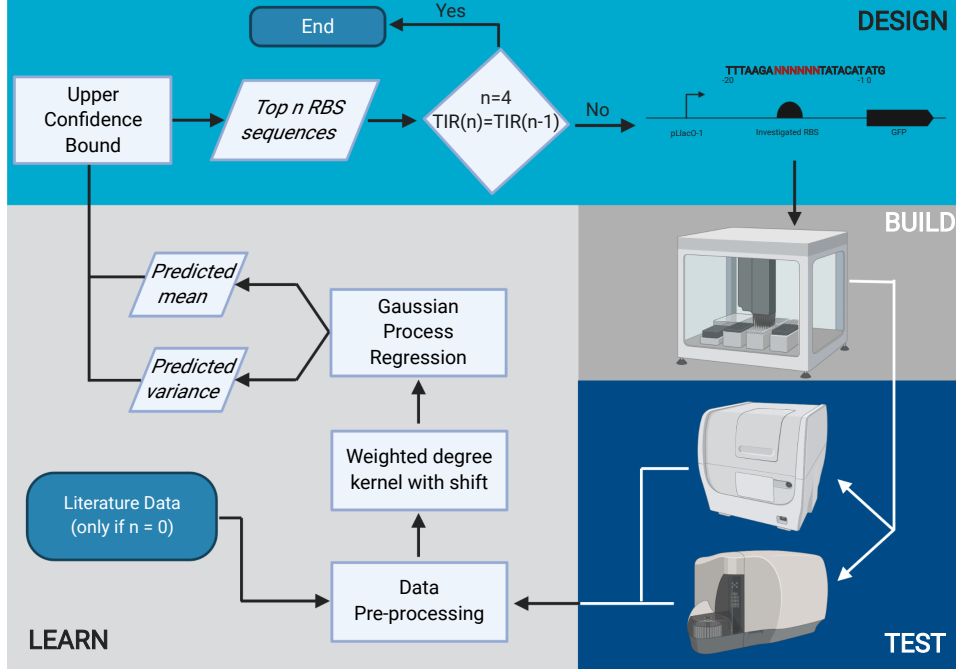 DESIGN
Yes
End
Upper
Confidence
Bound
Top n RBS
sequences
n=4
TIR(n)=TIR(n-1)
No
TTTAAGANNNNNNTATACATATG
-20
-1 0
pLlacO-1
Investigated RBS
GFP
BUILD
Predicted
mean
Predicted
variance
Gaussian
Process
Regression
Weighted degree
kernel with shift
Literature Data
(only if n = 0)
Data
Pre-processing
LEARN
TEST